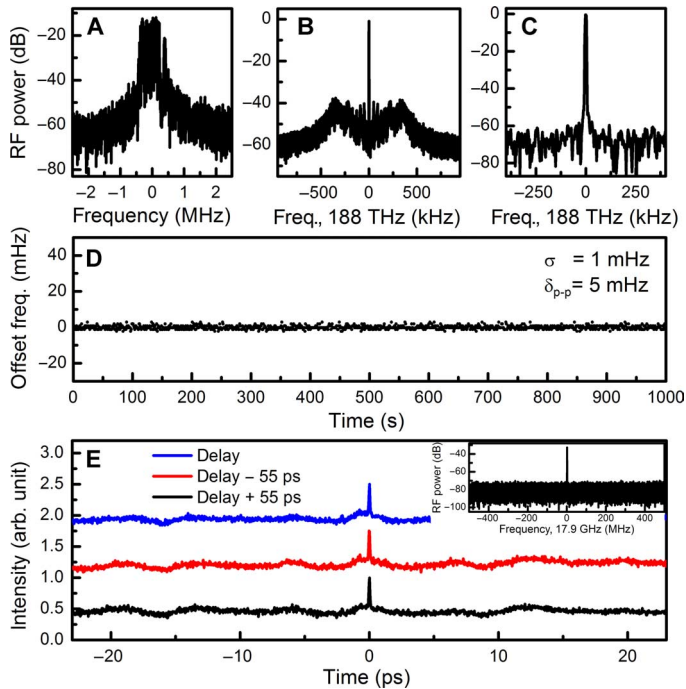 A
B
C
RF power (dB)
0
−20
−40
−60
−80
−2 −1 0 1 2
Frequency (MHz)
0
−20
−40
−60
−500 0 500
Freq., 188 THz (kHz)
0
−20
−40
−60
−80
−250 0 250
Freq., 188 THz (kHz)
D
σ = 1 mHz
δp-p= 5 mHz
Offset freq. (mHz)
40
20
0
−20
0 100 200 300 400 500 600 700 800 900 1000
Time (s)
E
Delay
Delay − 55 ps
Delay + 55 ps
Intensity (arb. unit)
3.0
2.5
2.0
1.5
1.0
0.5
0.0
−20 −10 0 10 20
Time (ps)
RF power (dB)
−40
−60
−80
−100
−400 −200 0 200 400
Frequency, 17.9 GHz (MHz)